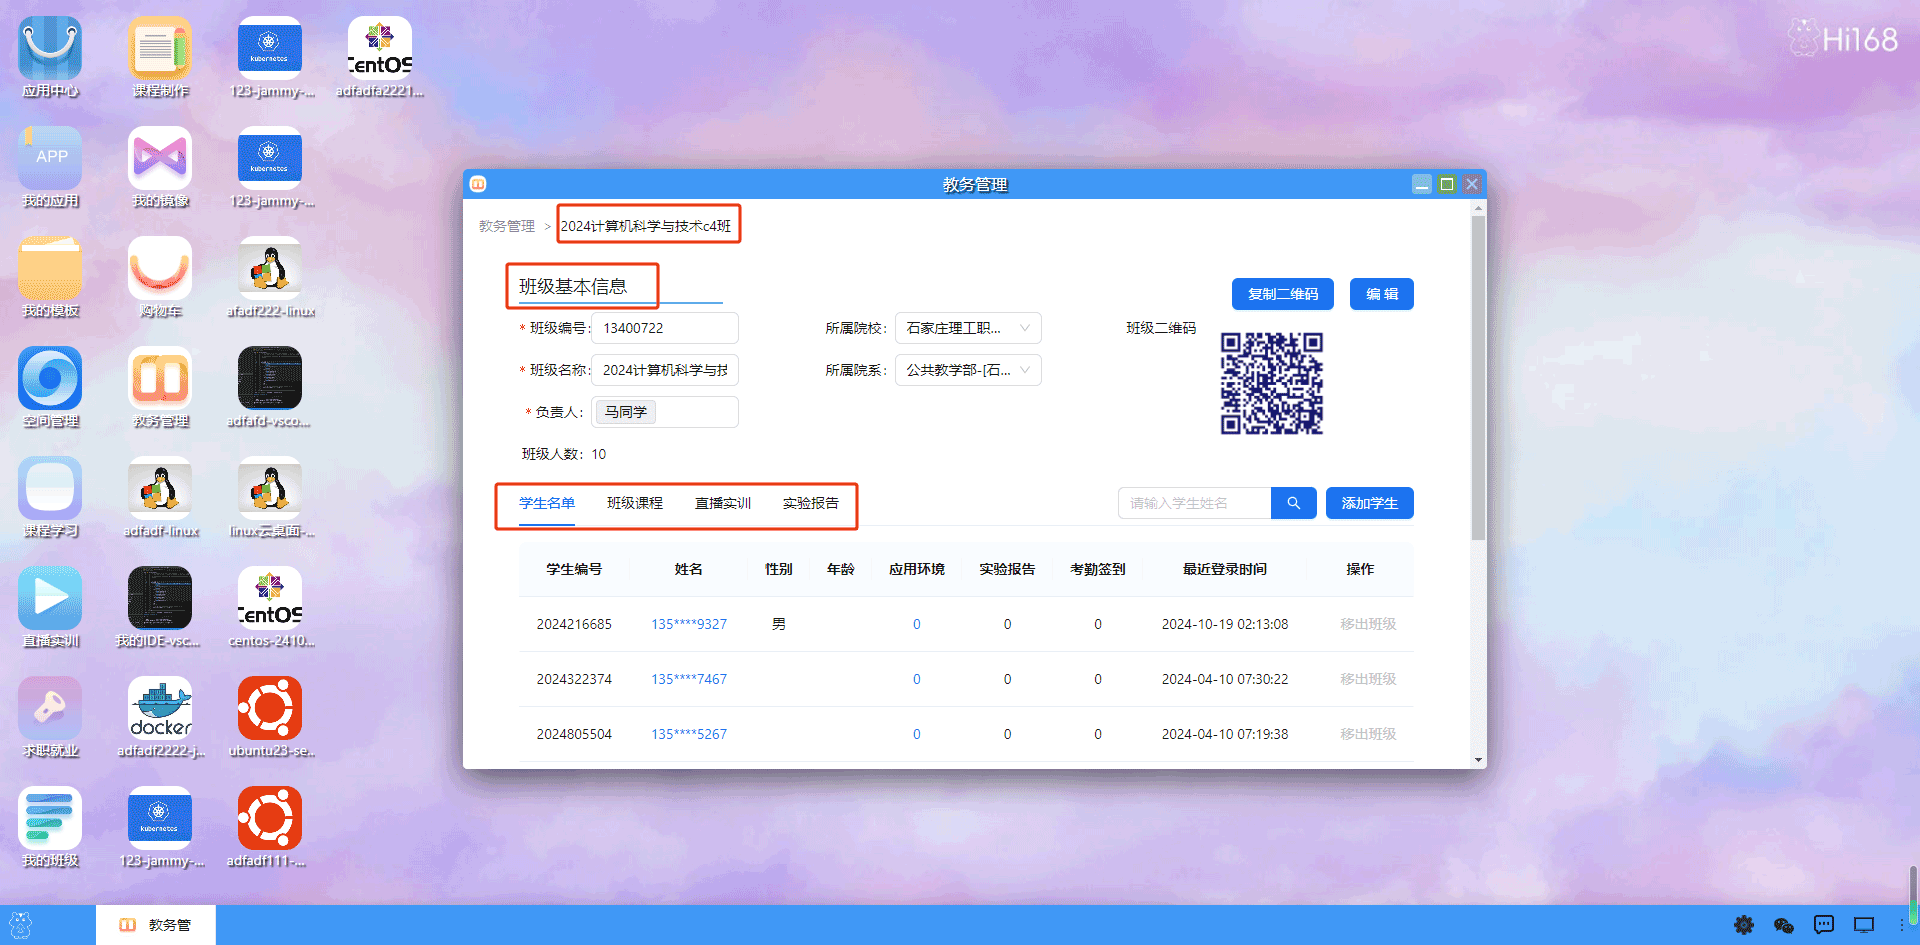 应用中心
课程制作
kubernetes
123-jammy-...
CentOS
adfadfa2221...
Hi168
APP
我的应用
我的镜像
kubernetes
123-jammy-...
我的模板
购物车
afadf222-linux
空间管理
教务管理
adfafd-vsco...
课程学习
adfadf-linux
linux云桌面-...
直播实训
我的IDE-vsc...
CentOS
centos-2410...
求职就业
docker
adfadf2222-j...
ubuntu23-se..
我的班级
kubernetes
123-jammy-...
adfadf111-...
教务管理
教务管理 > 2024计算机科学与技术c4班
班级基本信息
复制二维码
编 辑
* 班级编号: 13400722
所属院校: 石家庄理工职...
班级二维码
* 班级名称: 2024计算机科学与技
所属院系: 公共教学部-[石...
* 负责人: 马同学
班级人数: 10
学生名单 班级课程 直播实训 实验报告
请输入学生姓名
添加学生
学生编号 姓名 性别 年龄 应用环境 实验报告 考勤签到 最近登录时间 操作
2024216685 135****9327 男 0 0 0 2024-10-19 02:13:08 移出班级
2024322374 135****7467 0 0 0 2024-04-10 07:30:22 移出班级
2024805504 135****5267 0 0 0 2024-04-10 07:19:38 移出班级
教务管